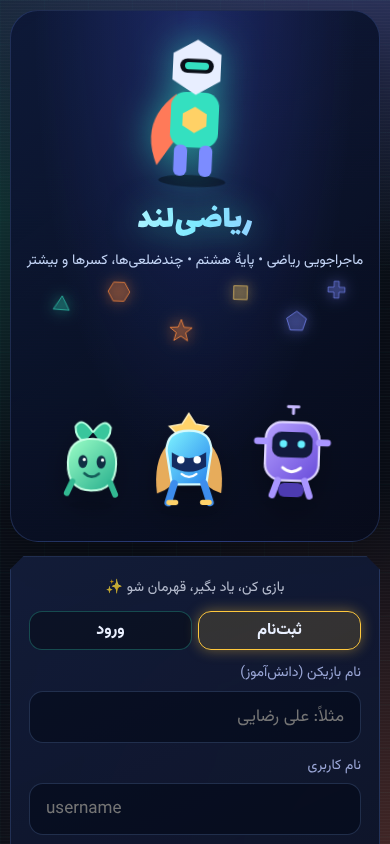 ریاضی‌لند
ماجراجویی ریاضی • پایهٔ هشتم • چندضلعی‌ها، کسرها و بیشتر
بازی کن، یاد بگیر، قهرمان شو ✨
ثبت‌نام
ورود
نام بازیکن (دانش‌آموز)
مثلاً: علی رضایی
نام کاربری
username